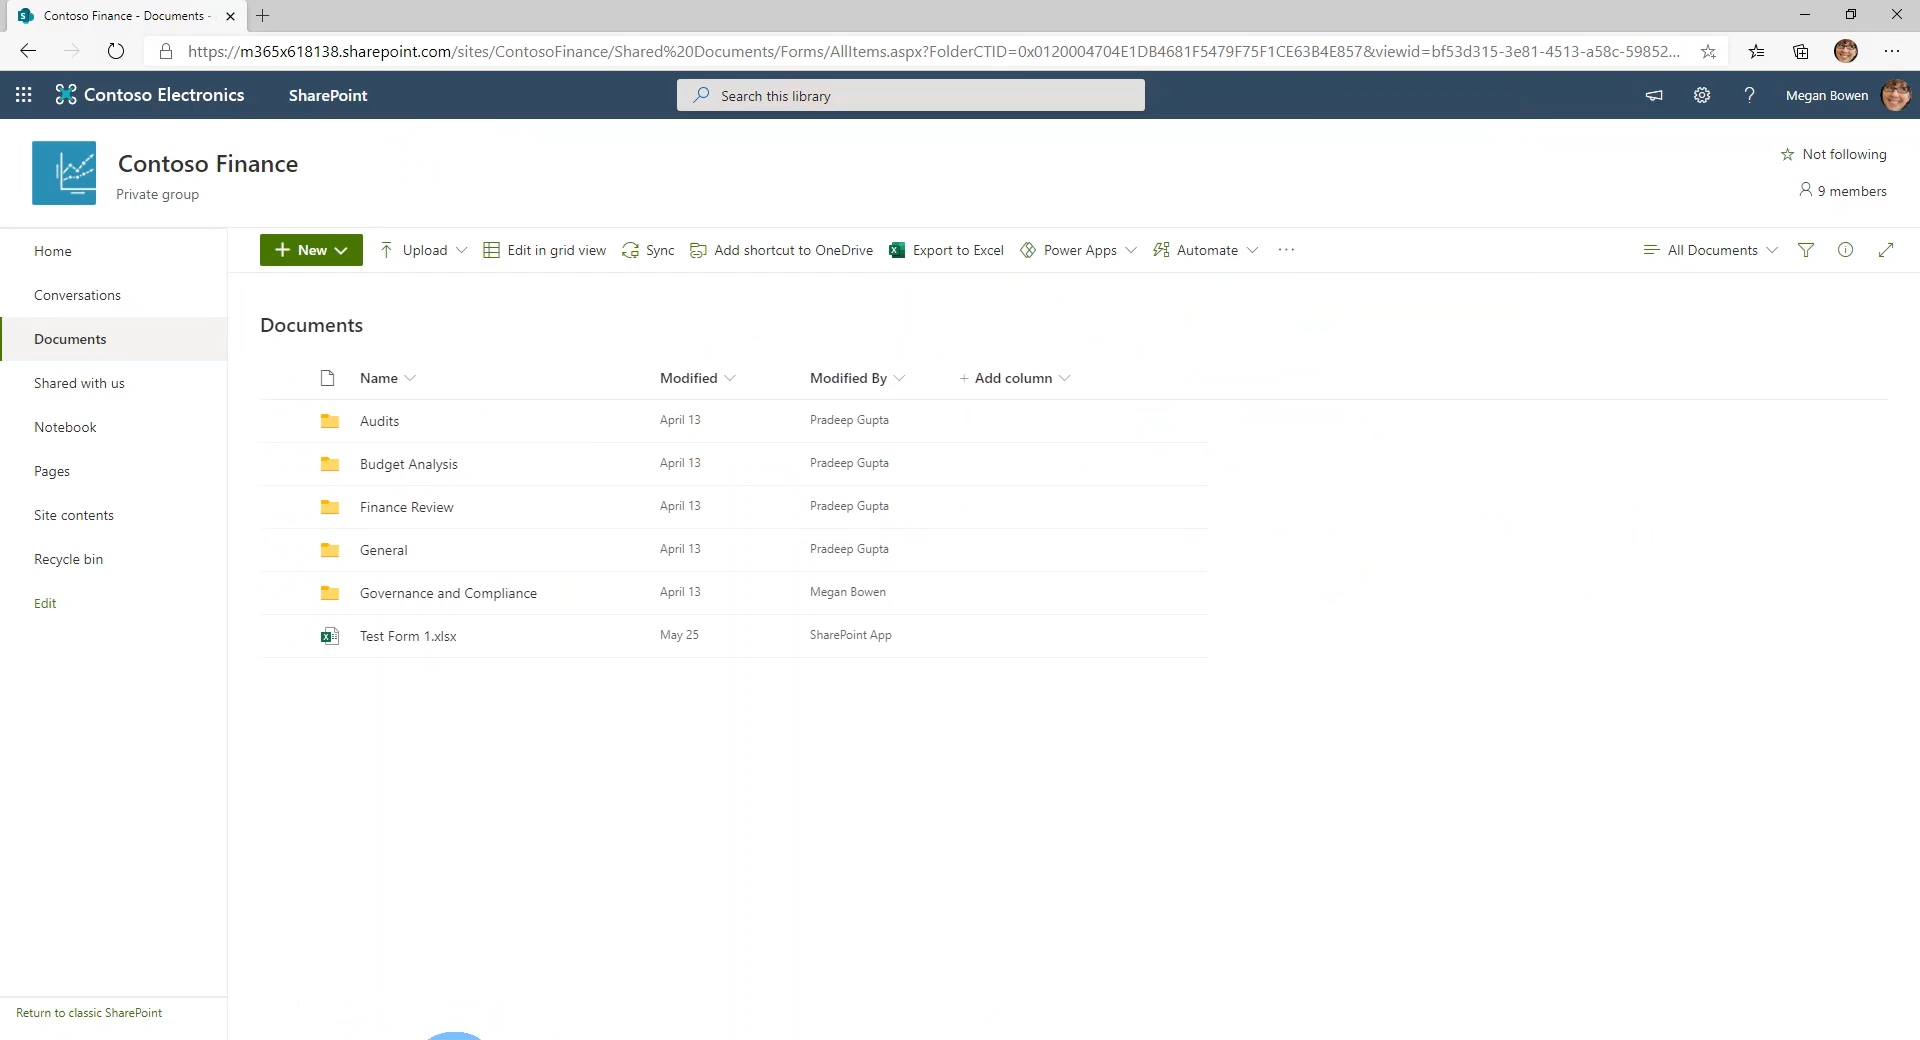 Contoso Finance - Documents -
https://m365x618138.sharepoint.com/sites/ContosoFinance/Shared%20Documents/Forms/AllItems.aspx?FolderCTID=0x0120004704E1DB4681F5479F75F1CE63B4E857&viewid=bf53d315-3e81-4513-a58c-59852...
Contoso Electronics SharePoint Search this library ? Megan Bowen
Contoso Finance
Private group
Not following
9 members
Home
Conversations
Documents
Shared with us
Notebook
Pages
Site contents
Recycle bin
Edit
Return to classic SharePoint
+ New Upload Edit in grid view Sync Add shortcut to OneDrive Export to Excel Power Apps Automate ... All Documents
Documents
Name Modified Modified By + Add column
Audits April 13 Pradeep Gupta
Budget Analysis April 13 Pradeep Gupta
Finance Review April 13 Pradeep Gupta
General April 13 Pradeep Gupta
Governance and Compliance April 13 Megan Bowen
Test Form 1.xlsx May 25 SharePoint App